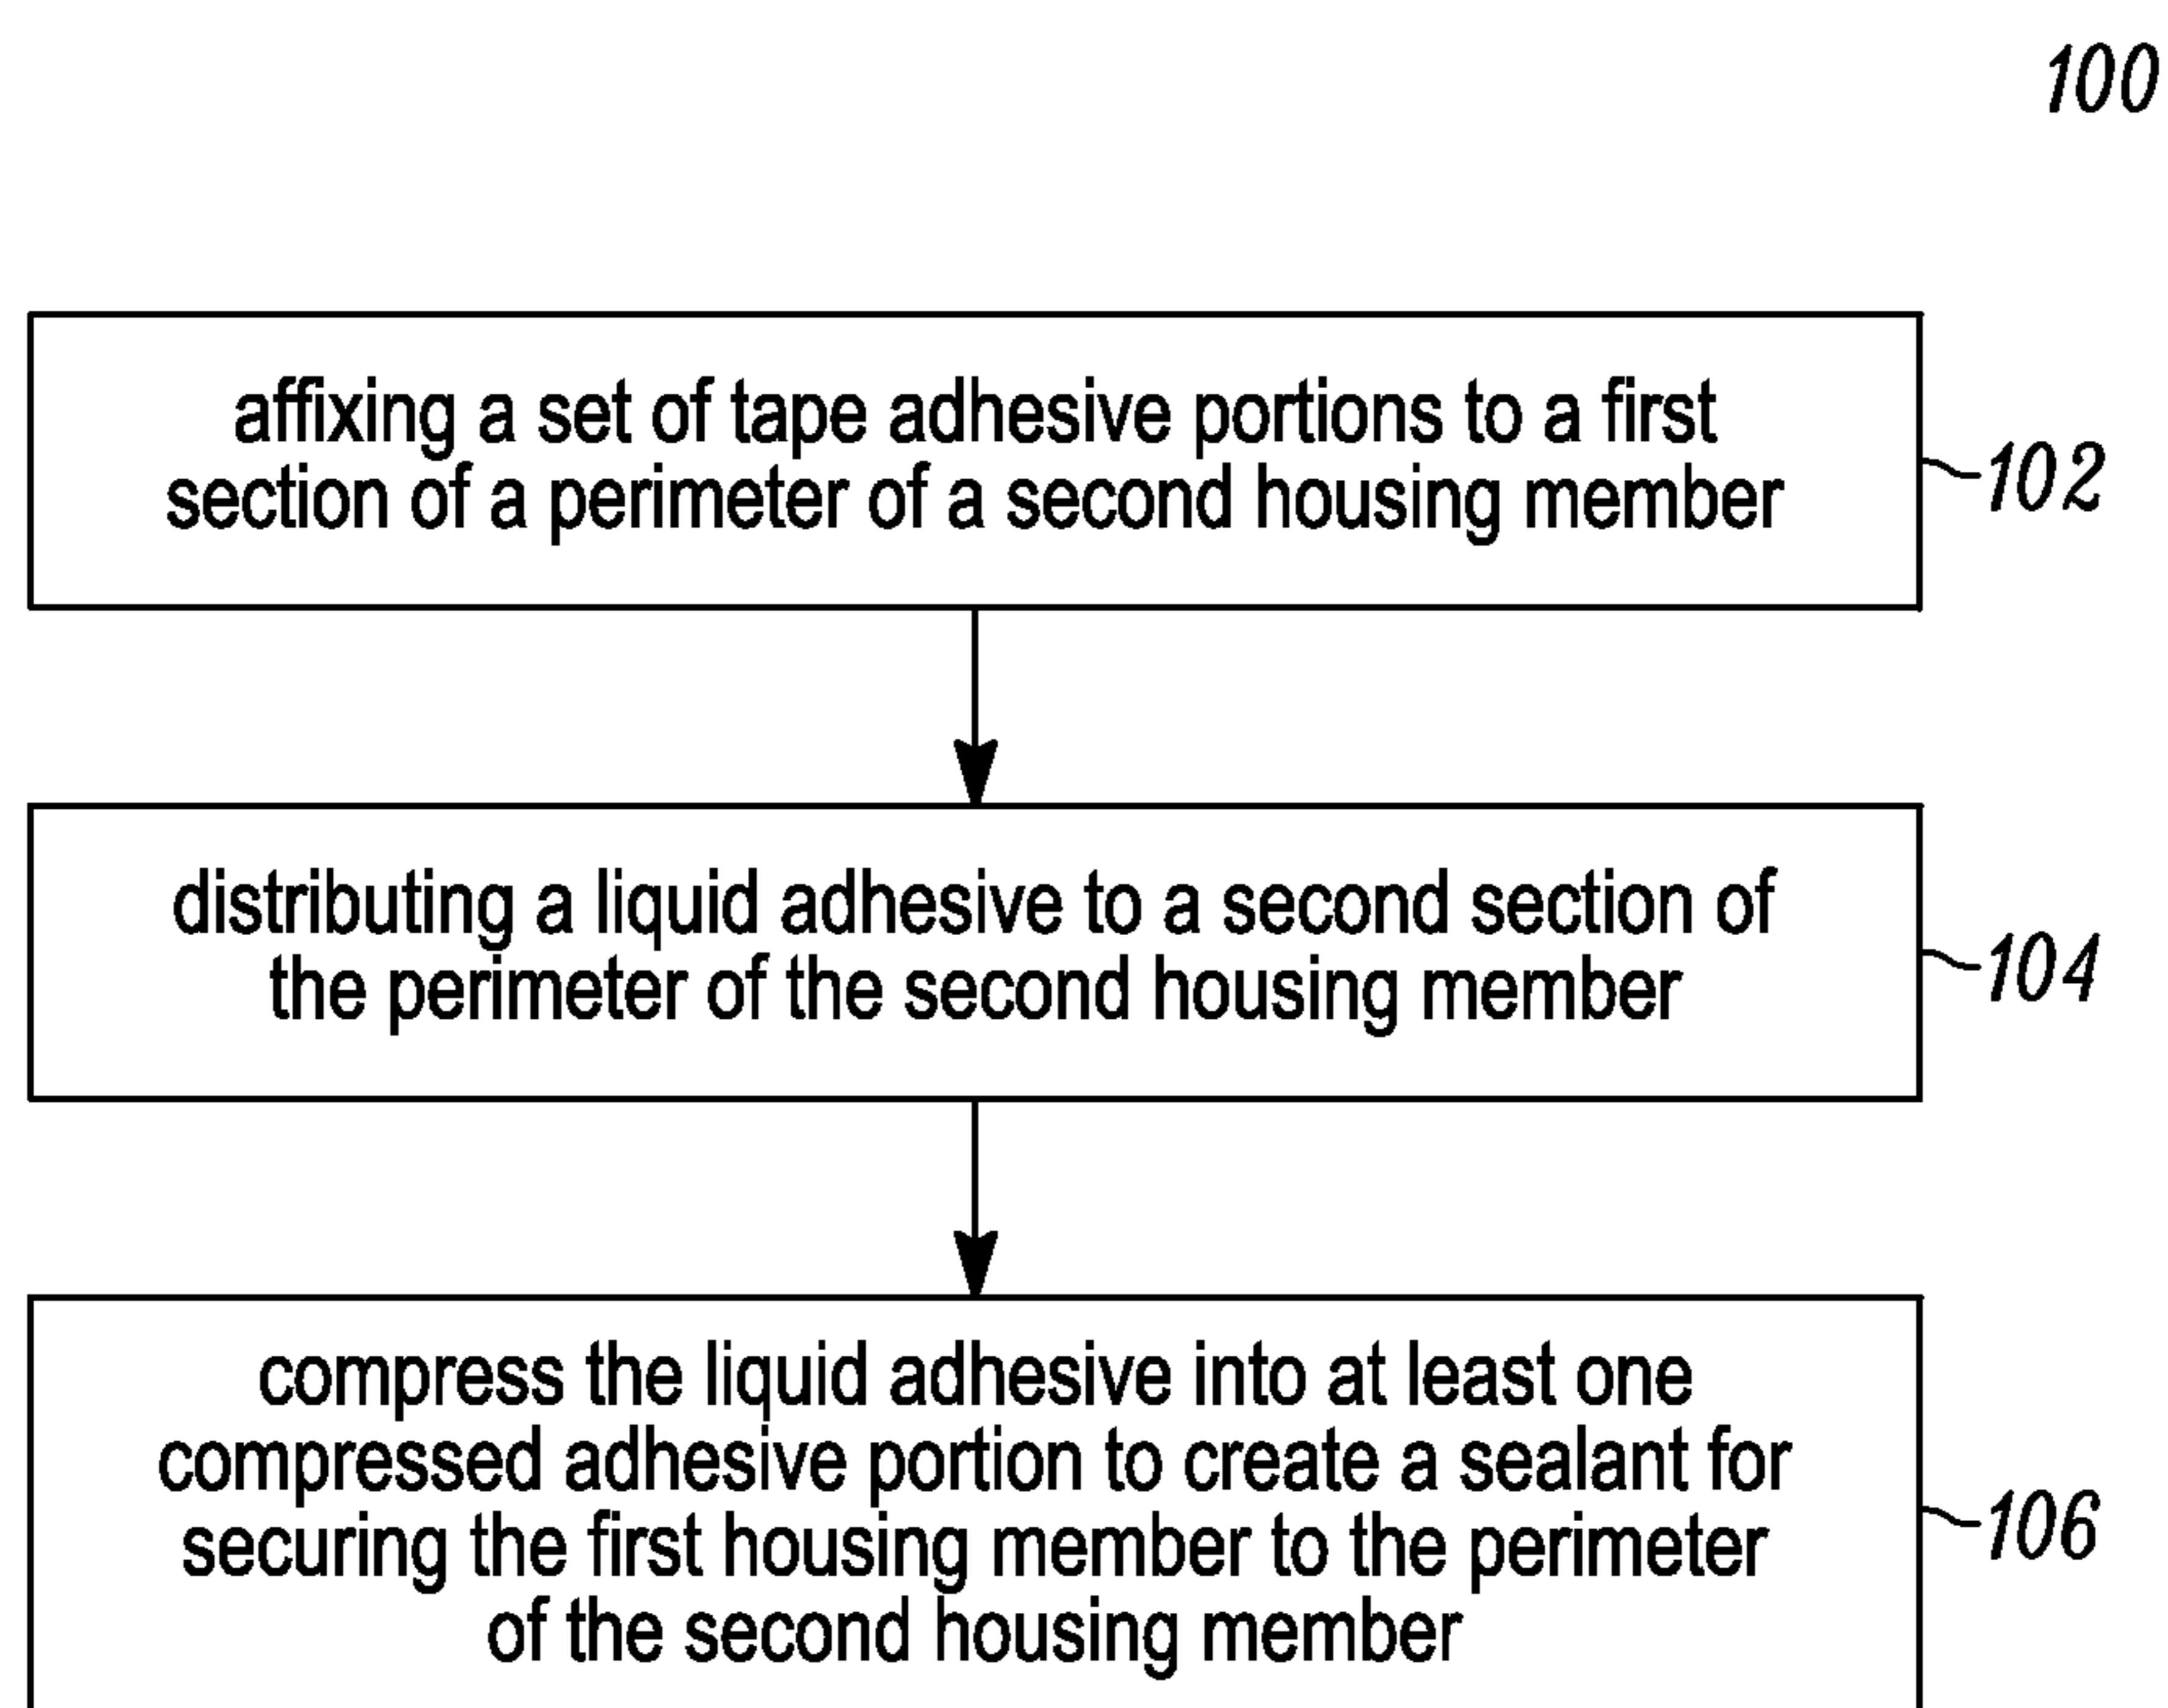 100
affixing a set of tape adhesive portions to a first
section of a perimeter of a second housing member
102
distributing a liquid adhesive to a second section of
the perimeter of the second housing member
104
compress the liquid adhesive into at least one
compressed adhesive portion to create a sealant for
securing the first housing member to the perimeter
of the second housing member
106